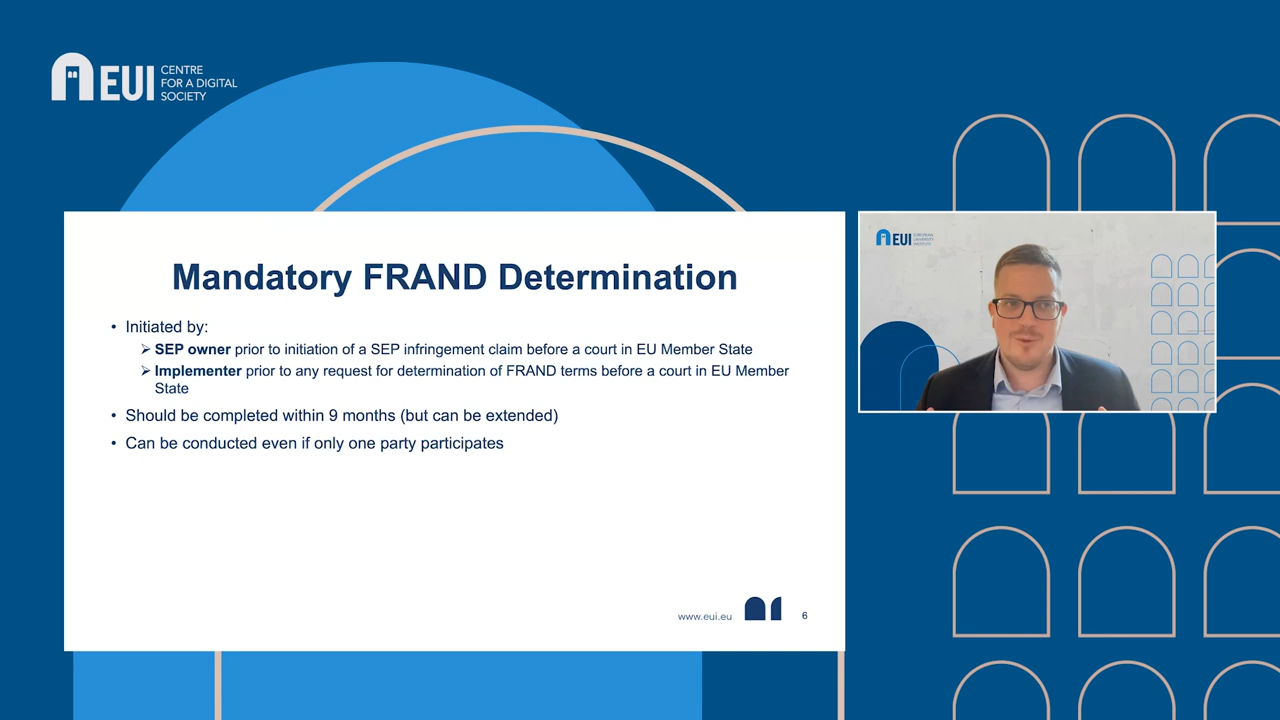 EUI
CENTRE
FOR A DIGITAL
SOCIETY
Mandatory FRAND Determination
• Initiated by:
➢ SEP owner prior to initiation of a SEP infringement claim before a court in EU Member State
➢ Implementer prior to any request for determination of FRAND terms before a court in EU Member
State
• Should be completed within 9 months (but can be extended)
• Can be conducted even if only one party participates
www.eui.eu
6
EUI
EUROPEAN
UNIVERSITY
INSTITUTE